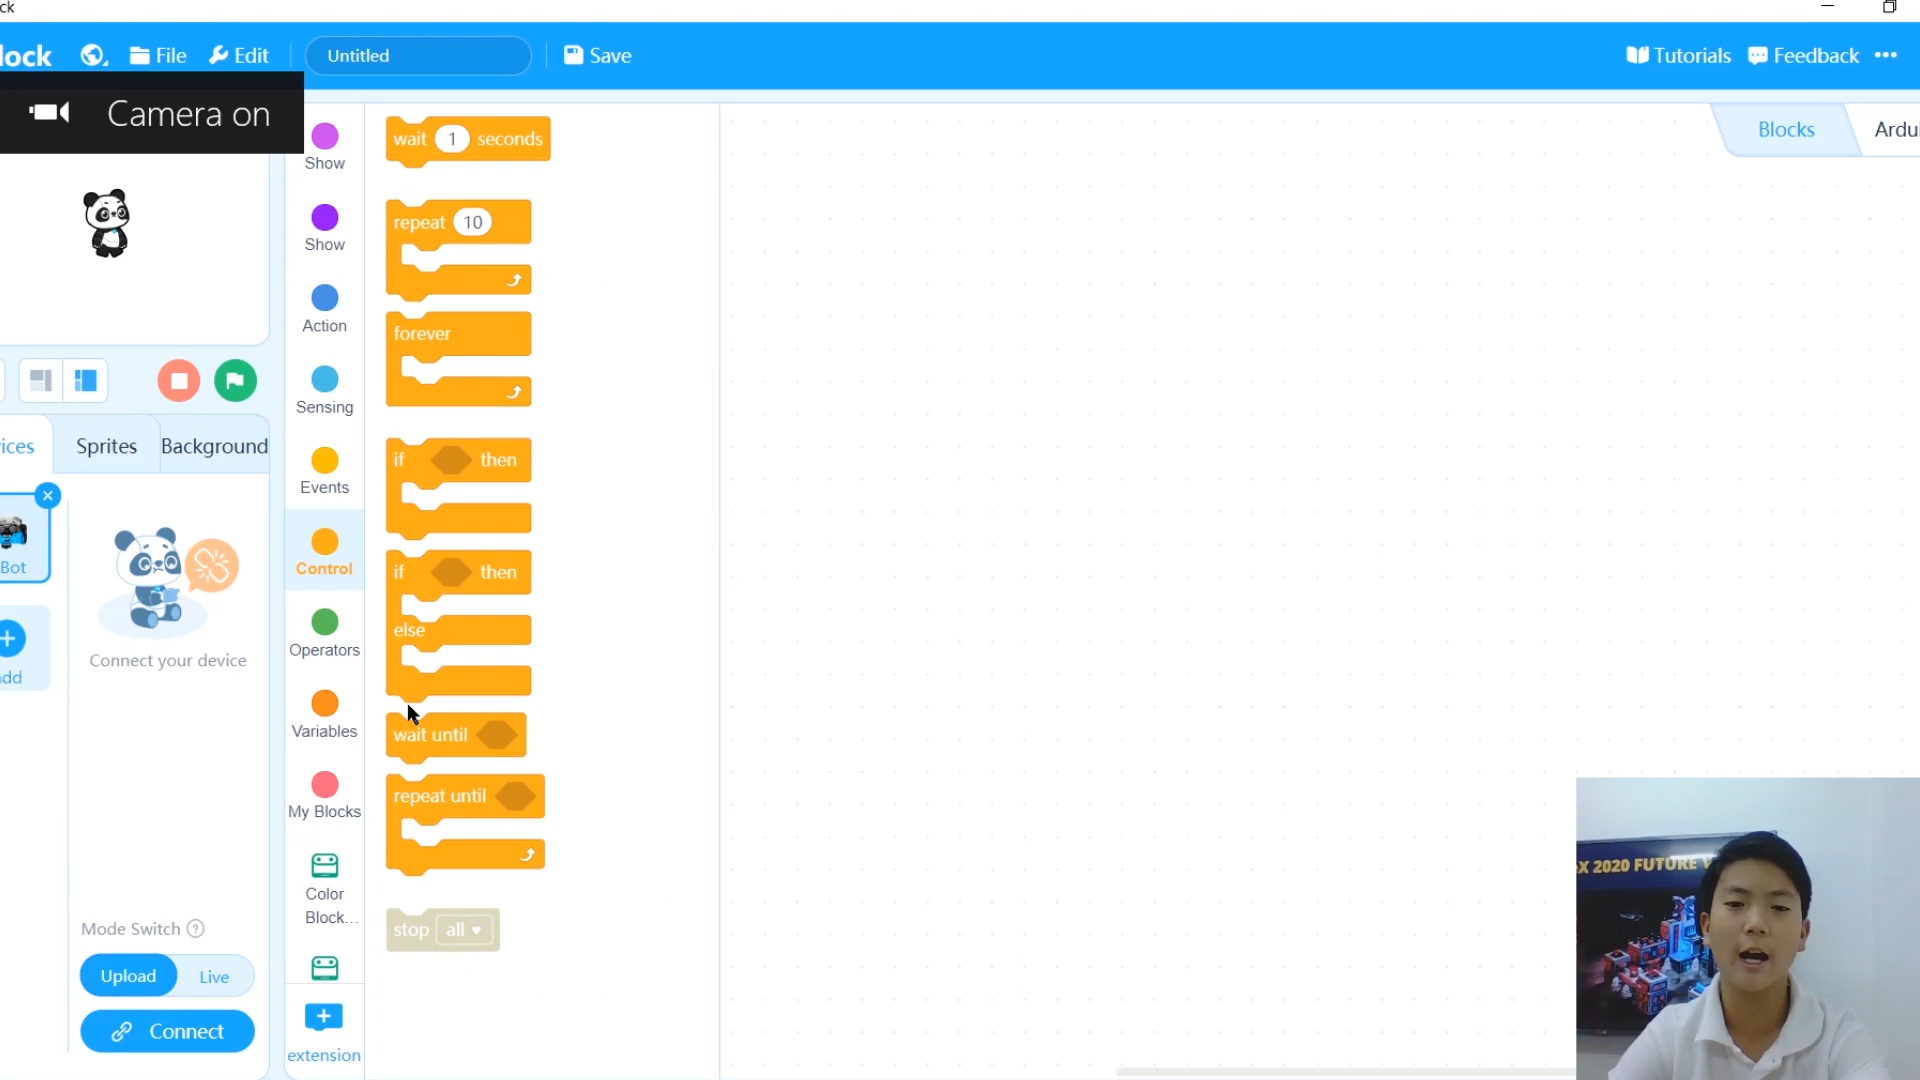 ck
lock
File
Edit
Untitled
Save
Tutorials
Feedback
Camera on
Blocks
Ardu
Show
Show
Action
Sensing
Events
Control
Operators
Variables
My Blocks
Color
Block...
extension
wait 1 seconds
repeat 10
forever
if then
if then
else
wait until
repeat until
stop all
ices
Sprites
Background
Bot
dd
Connect your device
Mode Switch ?
Upload
Live
Connect
X 2020 FUTURE